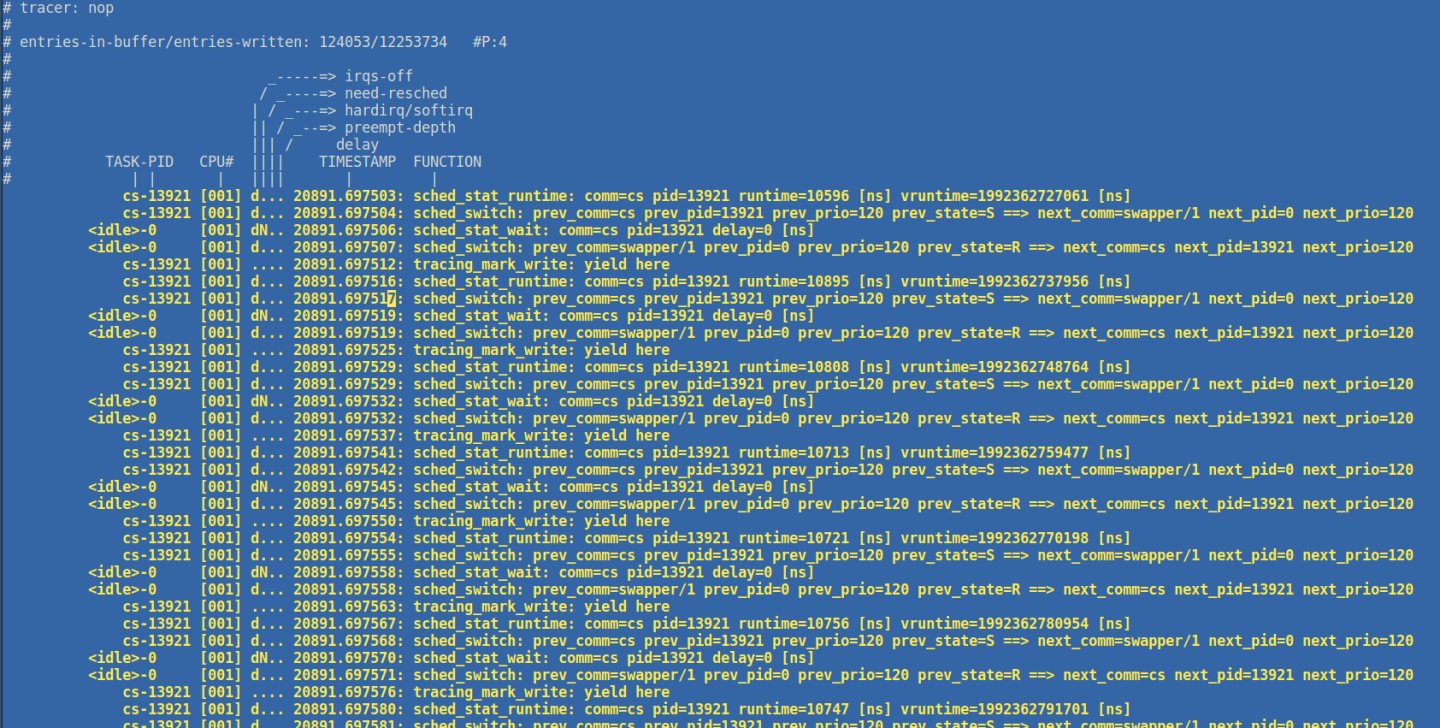 # tracer: nop
#
# entries-in-buffer/entries-written: 124053/12253734   #P:4
#
#                              _-----=> irqs-off
#                             / _----=> need-resched
#                            | / _---=> hardirq/softirq
#                            || / _--=> preempt-depth
#                            ||| /     delay
#           TASK-PID   CPU#  ||||    TIMESTAMP  FUNCTION
#              | |       |   ||||       |         |
              cs-13921 [001] d... 20891.697503: sched_stat_runtime: comm=cs pid=13921 runtime=10596 [ns] vruntime=1992362727061 [ns]
              cs-13921 [001] d... 20891.697504: sched_switch: prev_comm=cs prev_pid=13921 prev_prio=120 prev_state=S ==> next_comm=swapper/1 next_pid=0 next_prio=120
          <idle>-0     [001] dN.. 20891.697506: sched_stat_wait: comm=cs pid=13921 delay=0 [ns]
          <idle>-0     [001] d... 20891.697507: sched_switch: prev_comm=swapper/1 prev_pid=0 prev_prio=120 prev_state=R ==> next_comm=cs next_pid=13921 next_prio=120
              cs-13921 [001] .... 20891.697512: tracing_mark_write: yield here
              cs-13921 [001] d... 20891.697516: sched_stat_runtime: comm=cs pid=13921 runtime=10895 [ns] vruntime=1992362737956 [ns]
              cs-13921 [001] d... 20891.697517: sched_switch: prev_comm=cs prev_pid=13921 prev_prio=120 prev_state=S ==> next_comm=swapper/1 next_pid=0 next_prio=120
          <idle>-0     [001] dN.. 20891.697519: sched_stat_wait: comm=cs pid=13921 delay=0 [ns]
          <idle>-0     [001] d... 20891.697519: sched_switch: prev_comm=swapper/1 prev_pid=0 prev_prio=120 prev_state=R ==> next_comm=cs next_pid=13921 next_prio=120
              cs-13921 [001] .... 20891.697525: tracing_mark_write: yield here
              cs-13921 [001] d... 20891.697529: sched_stat_runtime: comm=cs pid=13921 runtime=10808 [ns] vruntime=1992362748764 [ns]
              cs-13921 [001] d... 20891.697529: sched_switch: prev_comm=cs prev_pid=13921 prev_prio=120 prev_state=S ==> next_comm=swapper/1 next_pid=0 next_prio=120
          <idle>-0     [001] dN.. 20891.697532: sched_stat_wait: comm=cs pid=13921 delay=0 [ns]
          <idle>-0     [001] d... 20891.697532: sched_switch: prev_comm=swapper/1 prev_pid=0 prev_prio=120 prev_state=R ==> next_comm=cs next_pid=13921 next_prio=120
              cs-13921 [001] .... 20891.697537: tracing_mark_write: yield here
              cs-13921 [001] d... 20891.697541: sched_stat_runtime: comm=cs pid=13921 runtime=10713 [ns] vruntime=1992362759477 [ns]
              cs-13921 [001] d... 20891.697542: sched_switch: prev_comm=cs prev_pid=13921 prev_prio=120 prev_state=S ==> next_comm=swapper/1 next_pid=0 next_prio=120
          <idle>-0     [001] dN.. 20891.697545: sched_stat_wait: comm=cs pid=13921 delay=0 [ns]
          <idle>-0     [001] d... 20891.697545: sched_switch: prev_comm=swapper/1 prev_pid=0 prev_prio=120 prev_state=R ==> next_comm=cs next_pid=13921 next_prio=120
              cs-13921 [001] .... 20891.697550: tracing_mark_write: yield here
              cs-13921 [001] d... 20891.697554: sched_stat_runtime: comm=cs pid=13921 runtime=10721 [ns] vruntime=1992362770198 [ns]
              cs-13921 [001] d... 20891.697555: sched_switch: prev_comm=cs prev_pid=13921 prev_prio=120 prev_state=S ==> next_comm=swapper/1 next_pid=0 next_prio=120
          <idle>-0     [001] dN.. 20891.697558: sched_stat_wait: comm=cs pid=13921 delay=0 [ns]
          <idle>-0     [001] d... 20891.697558: sched_switch: prev_comm=swapper/1 prev_pid=0 prev_prio=120 prev_state=R ==> next_comm=cs next_pid=13921 next_prio=120
              cs-13921 [001] .... 20891.697563: tracing_mark_write: yield here
              cs-13921 [001] d... 20891.697567: sched_stat_runtime: comm=cs pid=13921 runtime=10756 [ns] vruntime=1992362780954 [ns]
              cs-13921 [001] d... 20891.697568: sched_switch: prev_comm=cs prev_pid=13921 prev_prio=120 prev_state=S ==> next_comm=swapper/1 next_pid=0 next_prio=120
          <idle>-0     [001] dN.. 20891.697570: sched_stat_wait: comm=cs pid=13921 delay=0 [ns]
          <idle>-0     [001] d... 20891.697571: sched_switch: prev_comm=swapper/1 prev_pid=0 prev_prio=120 prev_state=R ==> next_comm=cs next_pid=13921 next_prio=120
              cs-13921 [001] .... 20891.697576: tracing_mark_write: yield here
              cs-13921 [001] d... 20891.697580: sched_stat_runtime: comm=cs pid=13921 runtime=10747 [ns] vruntime=1992362791701 [ns]
              cs-13921 [001] d... 20891.697581: sched_switch: prev_comm=cs prev_pid=13921 prev_prio=120 prev_state=S ==> next_comm=swapper/1 next_pid=0 next_prio=120